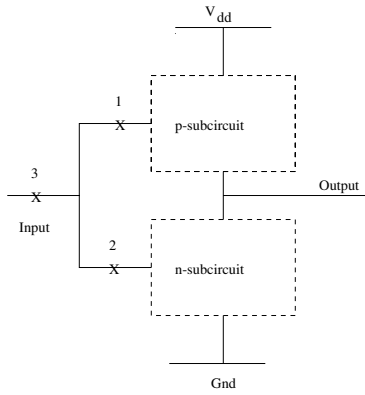 V dd
1
X
p-subcircuit
3
X
Output
Input
2
X
n-subcircuit
Gnd